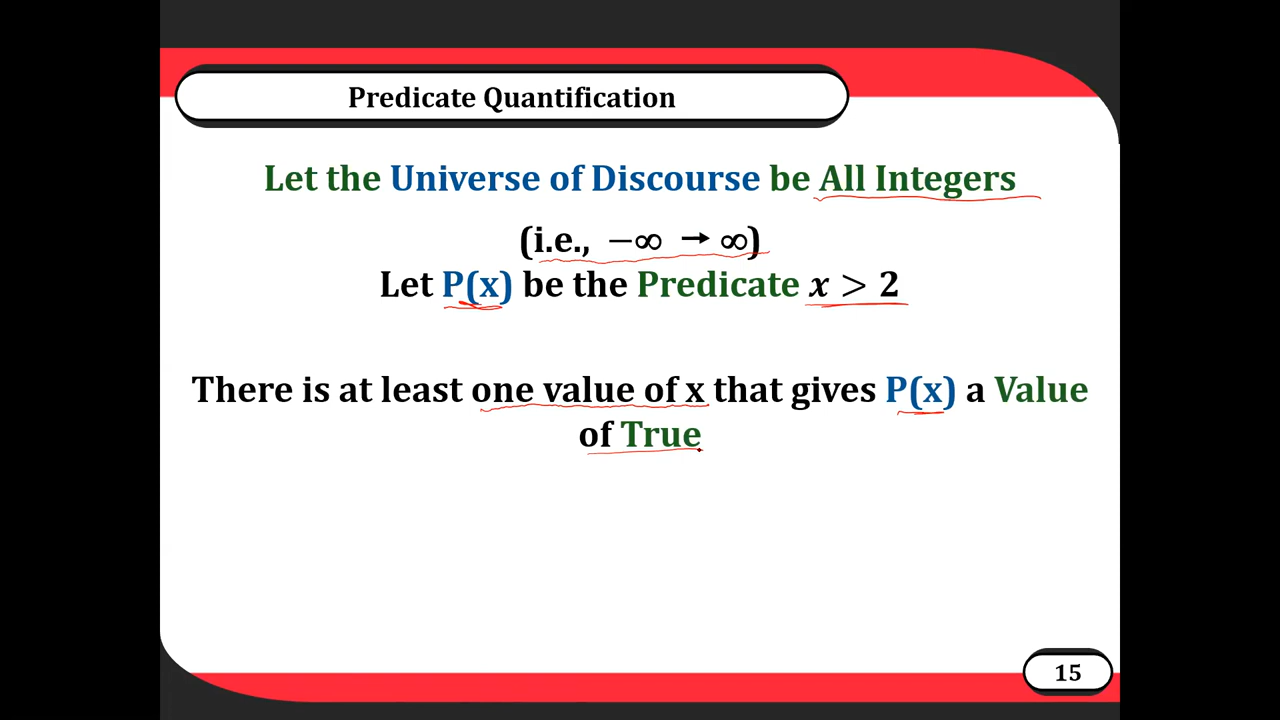 Predicate Quantification
Let the Universe of Discourse be All Integers
(i.e., −∞ → ∞)
Let P(x) be the Predicate x > 2
There is at least one value of x that gives P(x) a Value
of True
15